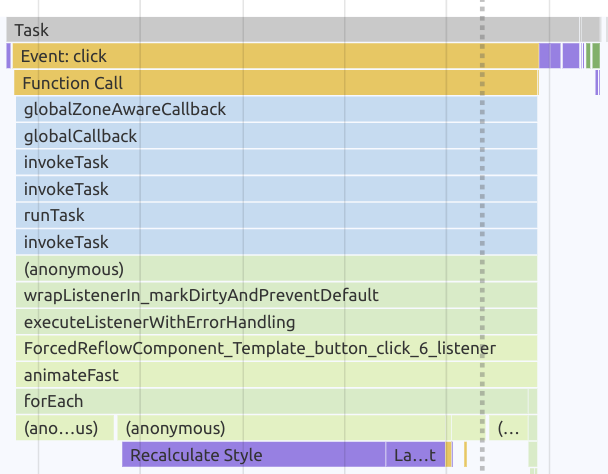 Task
Event: click
Function Call
globalZoneAwareCallback
globalCallback
invokeTask
invokeTask
runTask
invokeTask
(anonymous)
wrapListenerIn_markDirtyAndPreventDefault
executeListenerWithErrorHandling
ForcedReflowComponent_Template_button_click_6_listener
animateFast
forEach
(ano…us) (anonymous) (…
Recalculate Style La…t